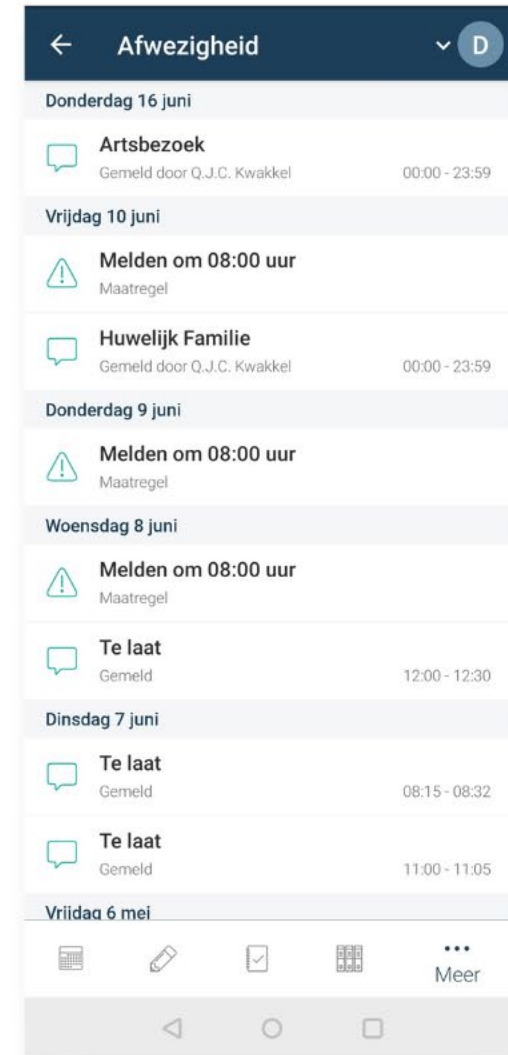 Afwezigheid
D
Donderdag 16 juni
Artsbezoek
Gemeld door Q.J.C. Kwakkel 00:00 - 23:59
Vrijdag 10 juni
Melden om 08:00 uur
Maatregel
Huwelijk Familie
Gemeld door Q.J.C. Kwakkel 00:00 - 23:59
Donderdag 9 juni
Melden om 08:00 uur
Maatregel
Woensdag 8 juni
Melden om 08:00 uur
Maatregel
Te laat
Gemeld 12:00 - 12:30
Dinsdag 7 juni
Te laat
Gemeld 08:15 - 08:32
Te laat
Gemeld 11:00 - 11:05
Vrijdag 6 mei
Meer